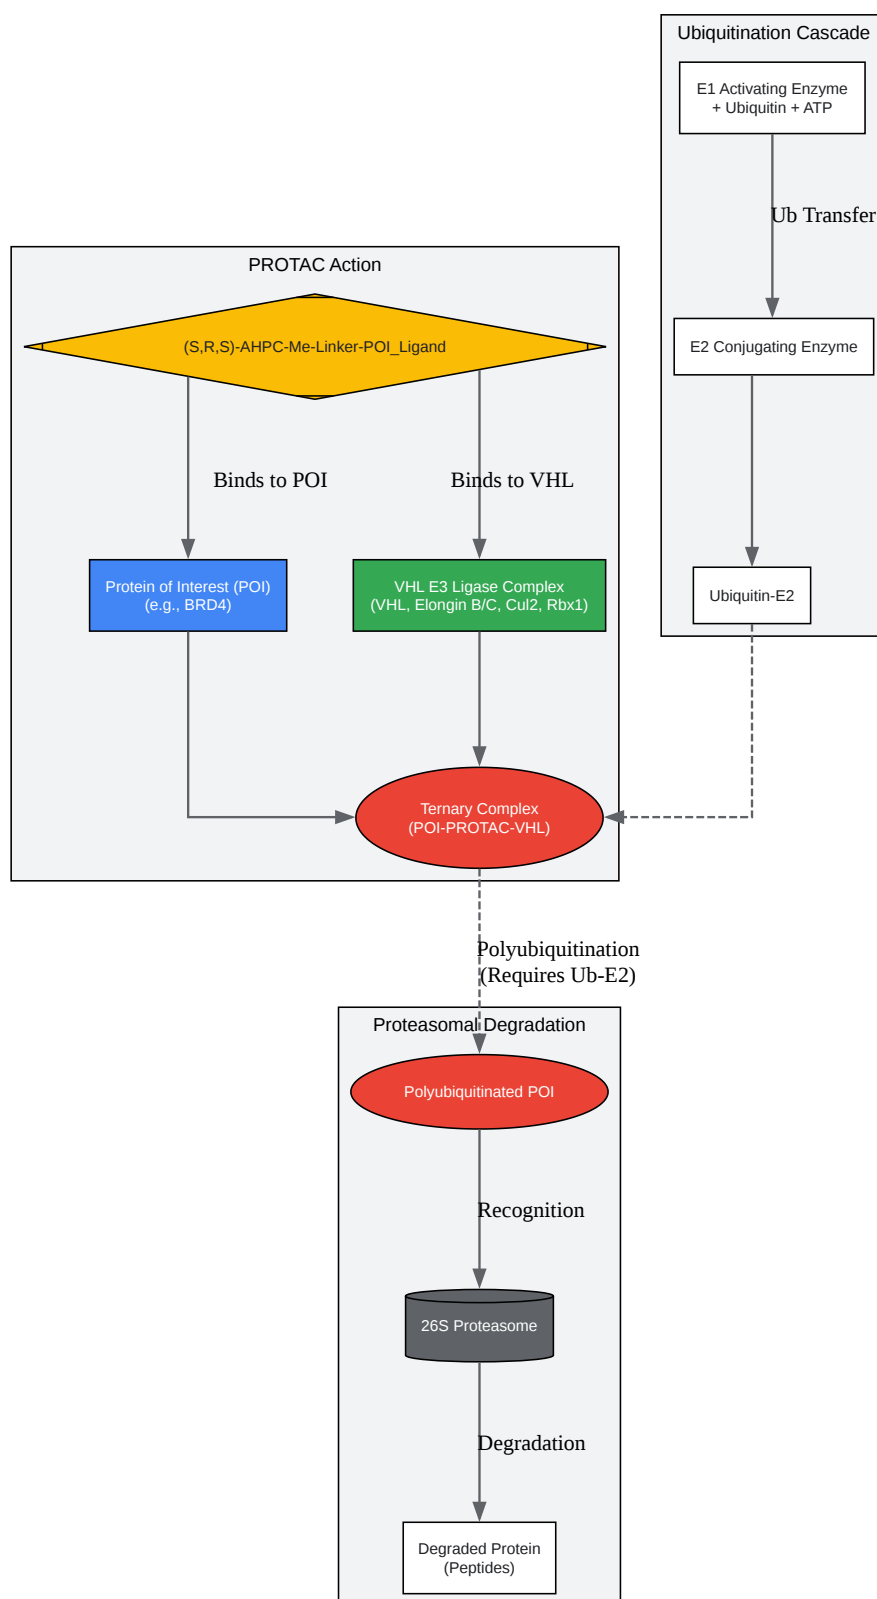 Ubiquitination Cascade
E1 Activating Enzyme
+ Ubiquitin + ATP
Ub Transfer
E2 Conjugating Enzyme
Ubiquitin-E2
PROTAC Action
(S,R,S)-AHPC-Me-Linker-POI_Ligand
Binds to POI
Binds to VHL
Protein of Interest (POI)
(e.g., BRD4)
VHL E3 Ligase Complex
(VHL, Elongin B/C, Cul2, Rbx1)
Ternary Complex
(POI-PROTAC-VHL)
Polyubiquitination
(Requires Ub-E2)
Proteasomal Degradation
Polyubiquitinated POI
Recognition
26S Proteasome
Degradation
Degraded Protein
(Peptides)